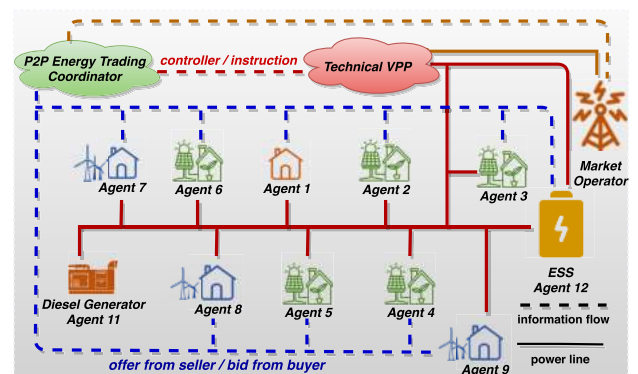 P2P Energy Trading
Coordinator
controller / instruction
Technical VPP
Market
Operator
Agent 7
Agent 6
Agent 1
Agent 2
Agent 3
ESS
Agent 12
Diesel Generator
Agent 11
Agent 8
Agent 5
Agent 4
Agent 9
information flow
power line
offer from seller / bid from buyer